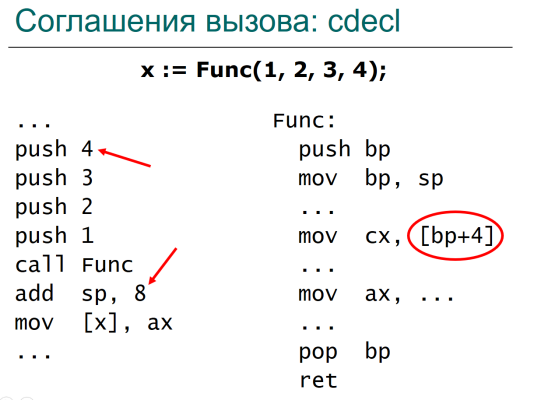 Соглашения вызова: cdecl
x := Func(1, 2, 3, 4);
...
push 4
push 3
push 2
push 1
call Func
add sp, 8
mov [x], ax
...
Func:
push bp
mov bp, sp
...
mov cx, [bp+4]
...
mov ax, ...
...
pop bp
ret